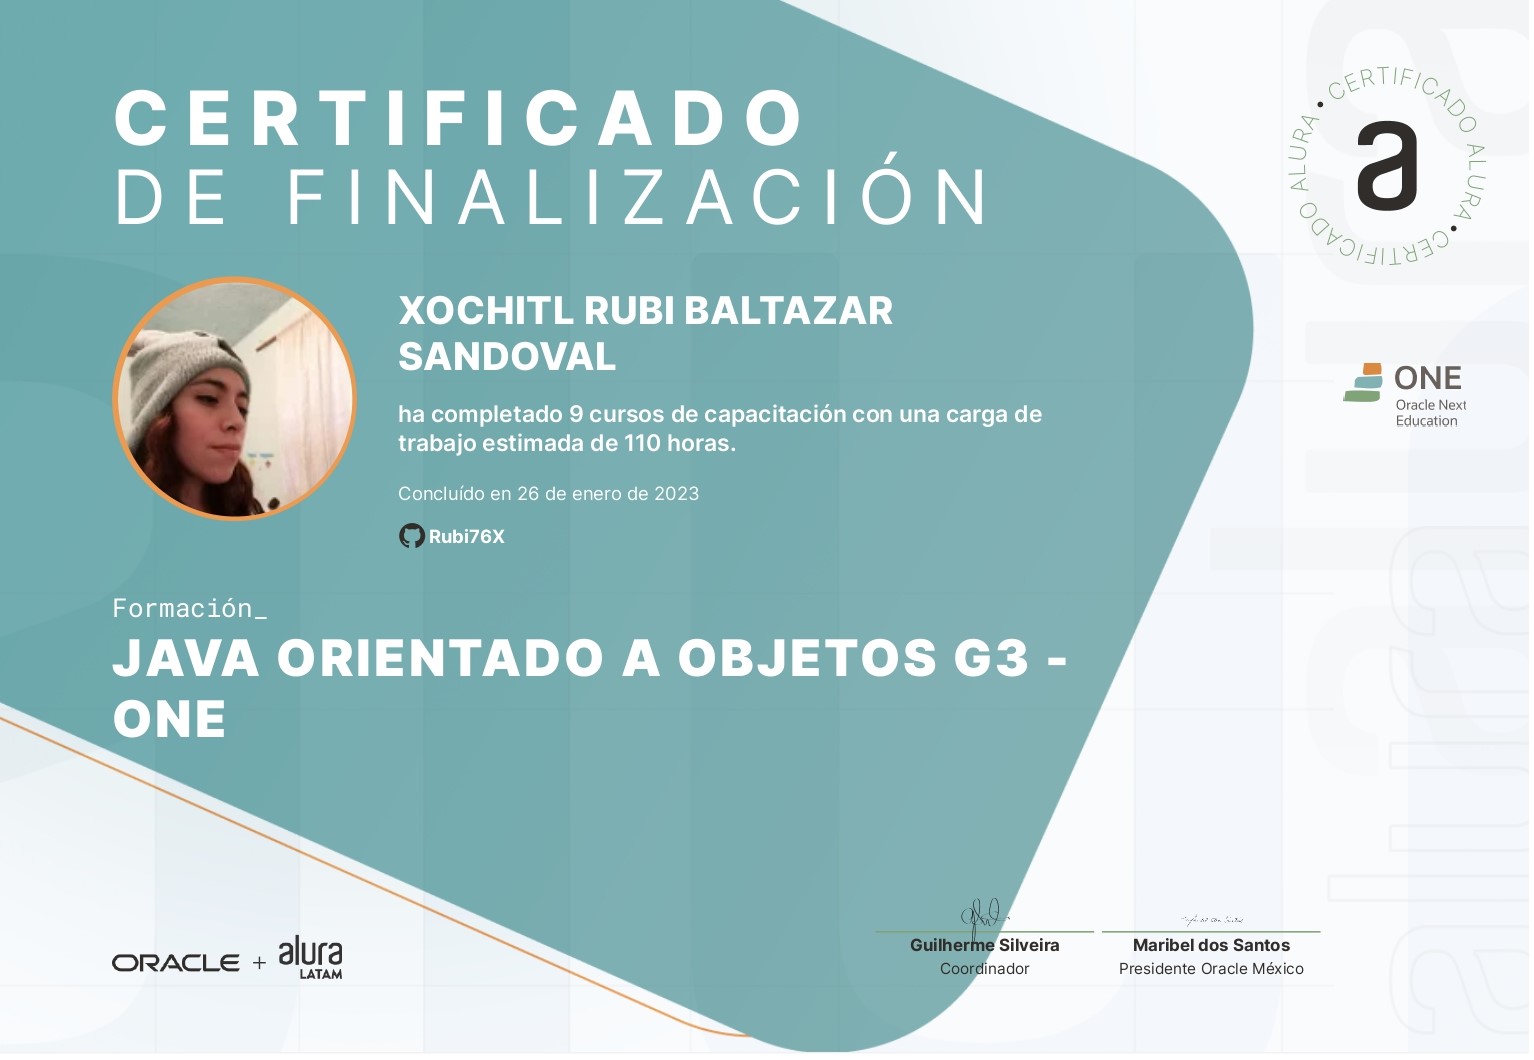 CERTIFICADO
DE FINALIZACIÓN
CERTIFICADO ALURA • CERTIFICADO ALURA •
a
XOCHITL RUBI BALTAZAR
SANDOVAL
ha completado 9 cursos de capacitación con una carga de
trabajo estimada de 110 horas.
Concluído en 26 de enero de 2023
Rubi76X
ONE
Oracle Next
Education
Formación_
JAVA ORIENTADO A OBJETOS G3 -
ONE
ORACLE + alura
LATAM
Guilherme Silveira
Coordinador
Maribel dos Santos
Presidente Oracle México
alura